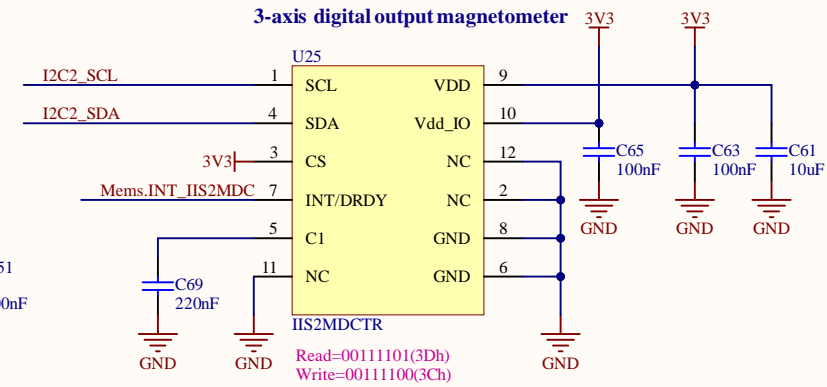 3-axis digital output magnetometer
3V3 3V3
U25
I2C2_SCL 1 SCL VDD 9
I2C2_SDA 4 SDA Vdd_IO 10
3V3 3 CS NC 12 C65 C63 C61
100nF 100nF 10uF
Mems.INT_IIS2MDC 7 INT/DRDY NC 2
GND GND GND
5 C1 GND 8
51 11 NC GND 6
C69
00nF 220nF
IIS2MDCTR
GND GND GND
Read=00111101(3Dh)
Write=00111100(3Ch)